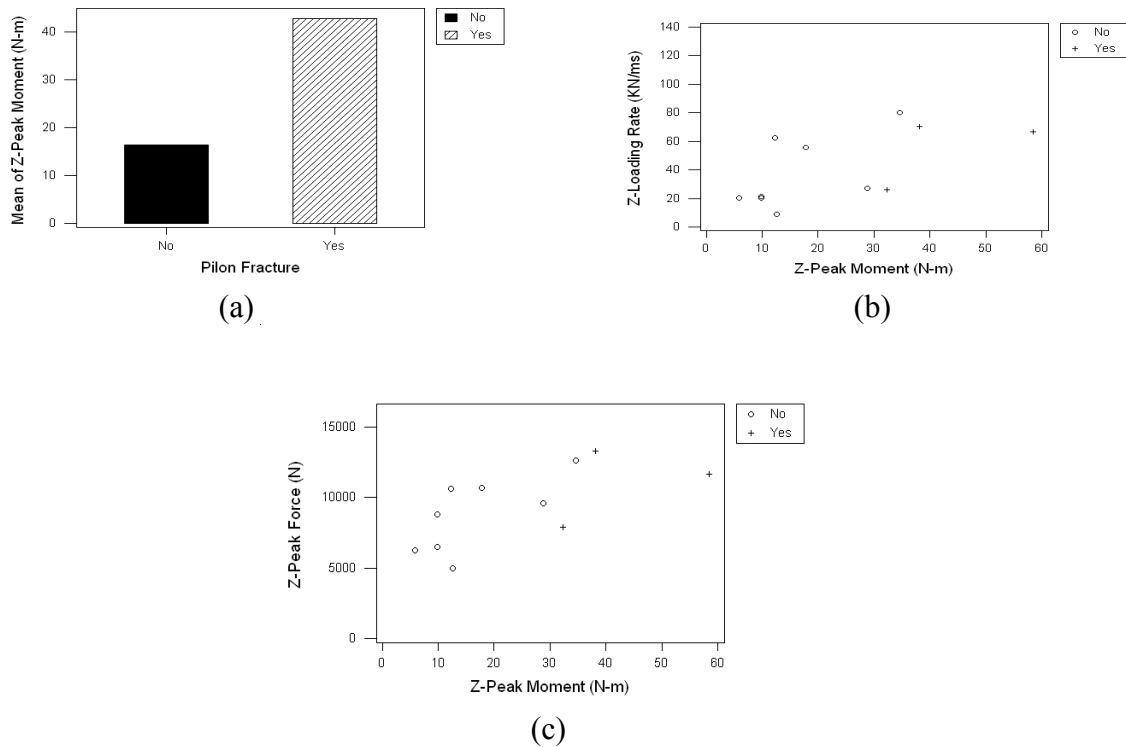 Mean of Z-Peak Moment (N-m)
40
30
20
10
0
No
Yes
Pilon Fracture
No
Yes
(a)
Z-Loading Rate (KN/ms)
140
120
100
80
60
40
20
0
0 10 20 30 40 50 60
Z-Peak Moment (N-m)
No
Yes
(b)
Z-Peak Force (N)
15000
10000
5000
0
0 10 20 30 40 50 60
Z-Peak Moment (N-m)
No
Yes
(c)